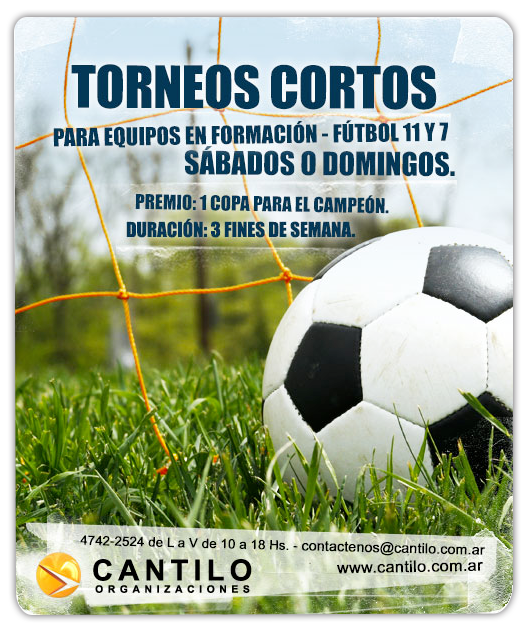 TORNEOS CORTOS
PARA EQUIPOS EN FORMACIÓN - FÚTBOL 11 Y 7
SÁBADOS O DOMINGOS.
PREMIO: 1 COPA PARA EL CAMPEÓN.
DURACIÓN: 3 FINES DE SEMANA.
4742-2524 de L a V de 10 a 18 Hs. - contactenos@cantilo.com.ar
www.cantilo.com.ar
CANTILO
ORGANIZACIONES